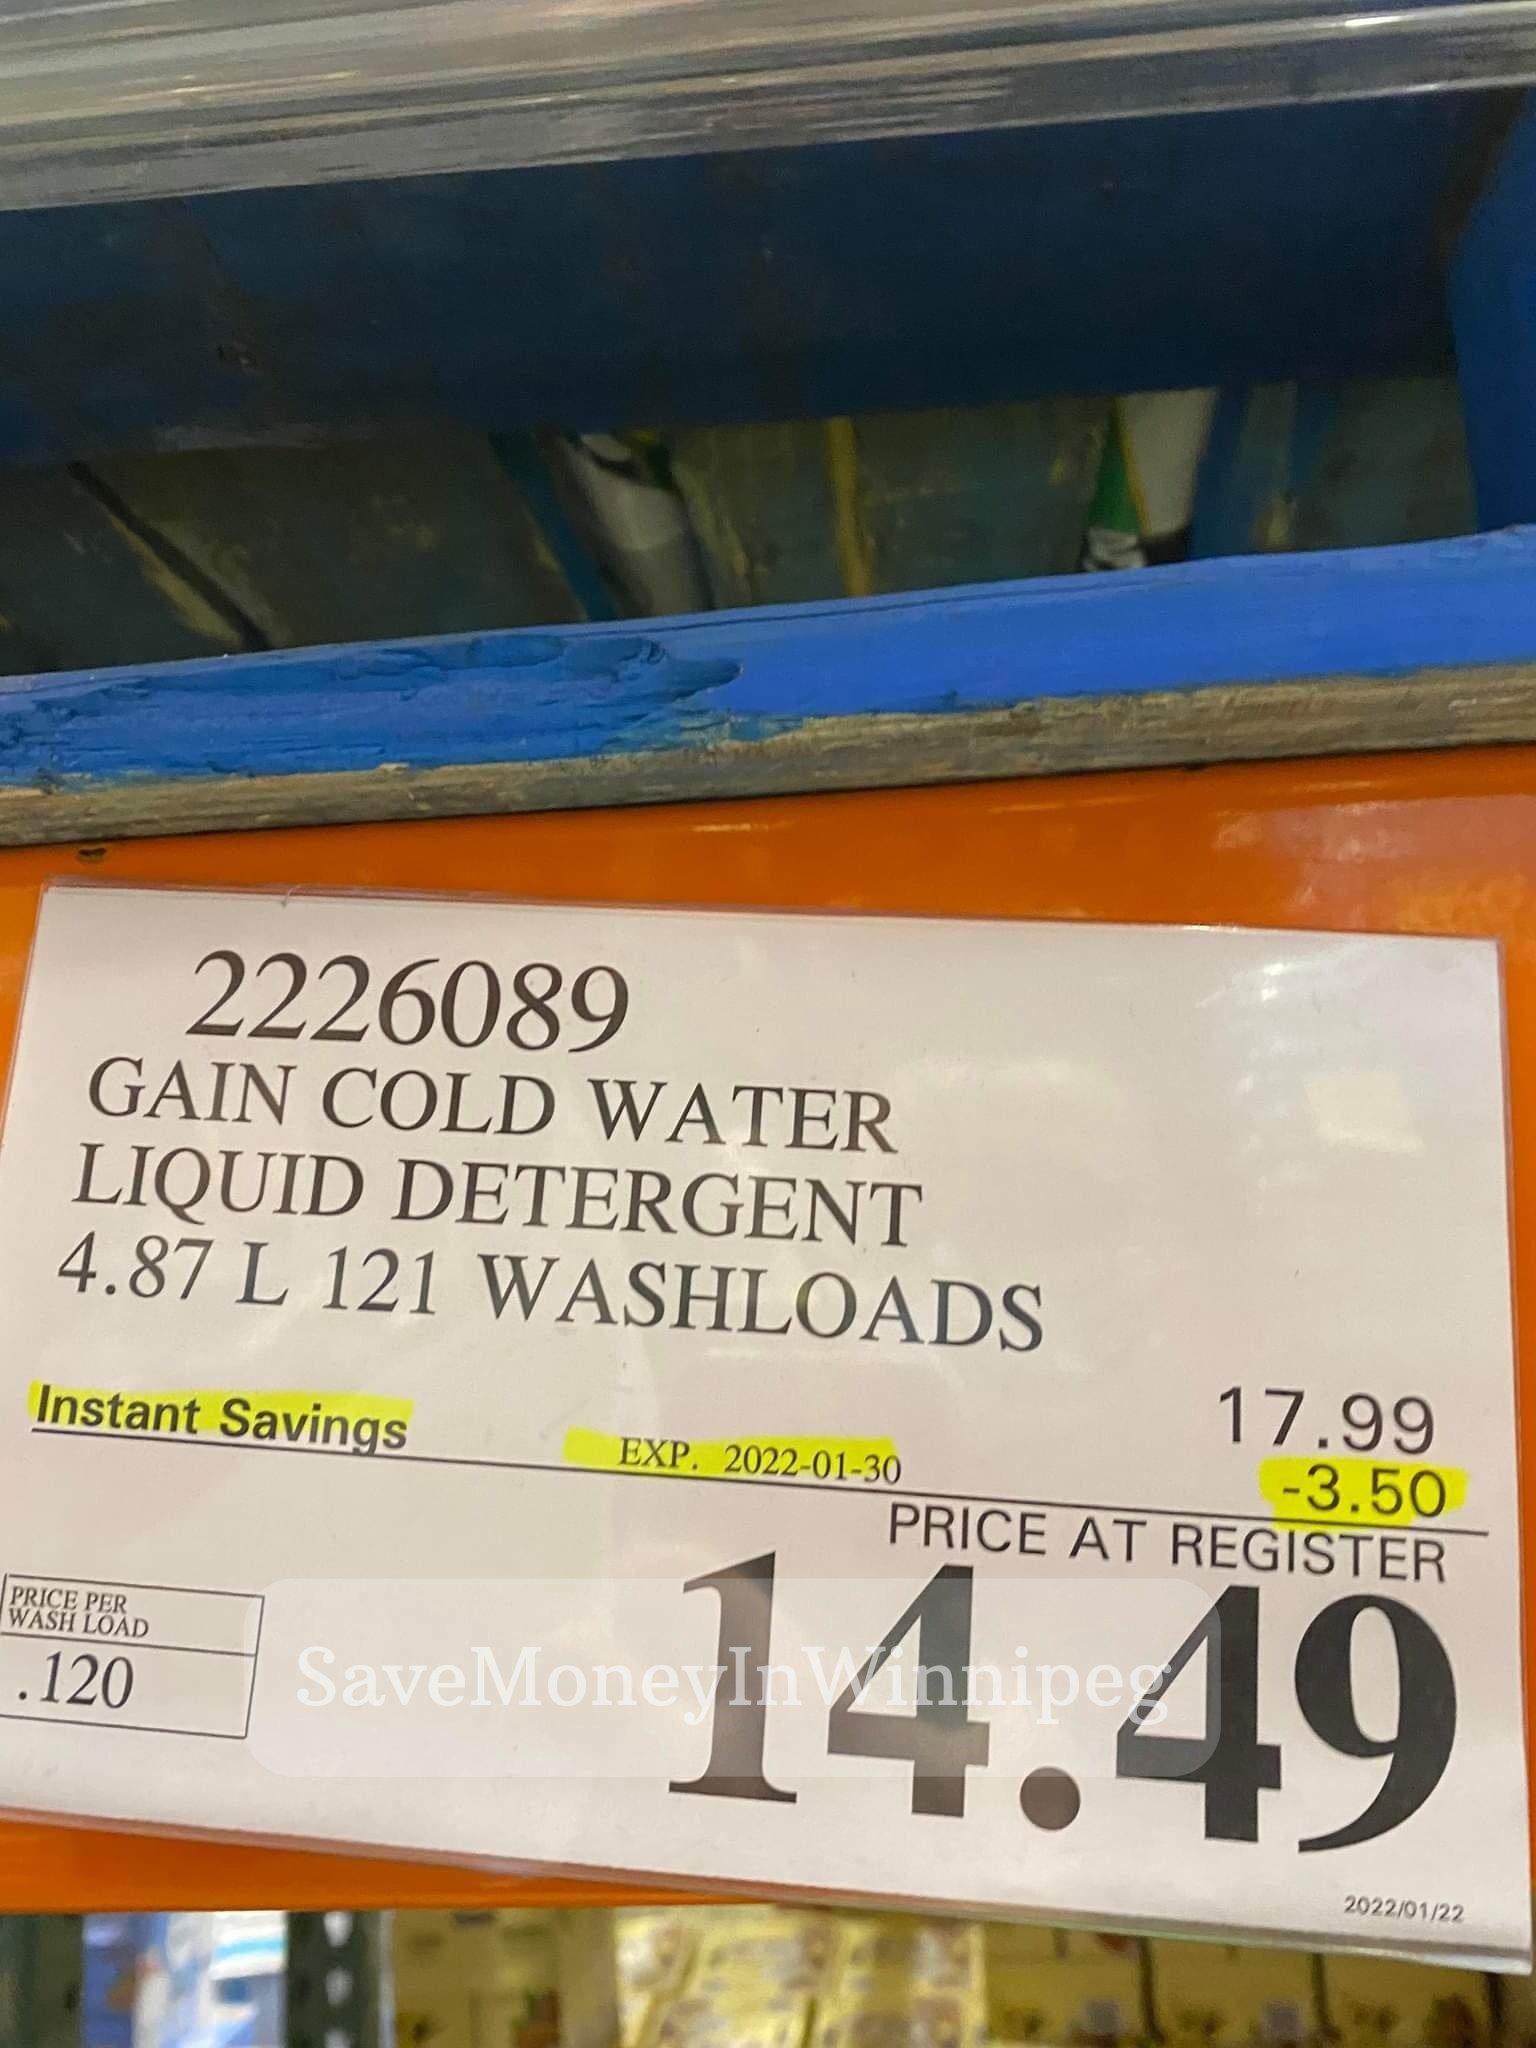 2226089
GAIN COLD WATER
LIQUID DETERGENT
4.87 L 121 WASHLOADS
17.99
Instant Savings EXP. 2022-01-30 -3.50
PRICE AT REGISTER
14.49
PRICE PER
WASH LOAD
.120
SaveMoneyInWinnipeg
2022/01/22